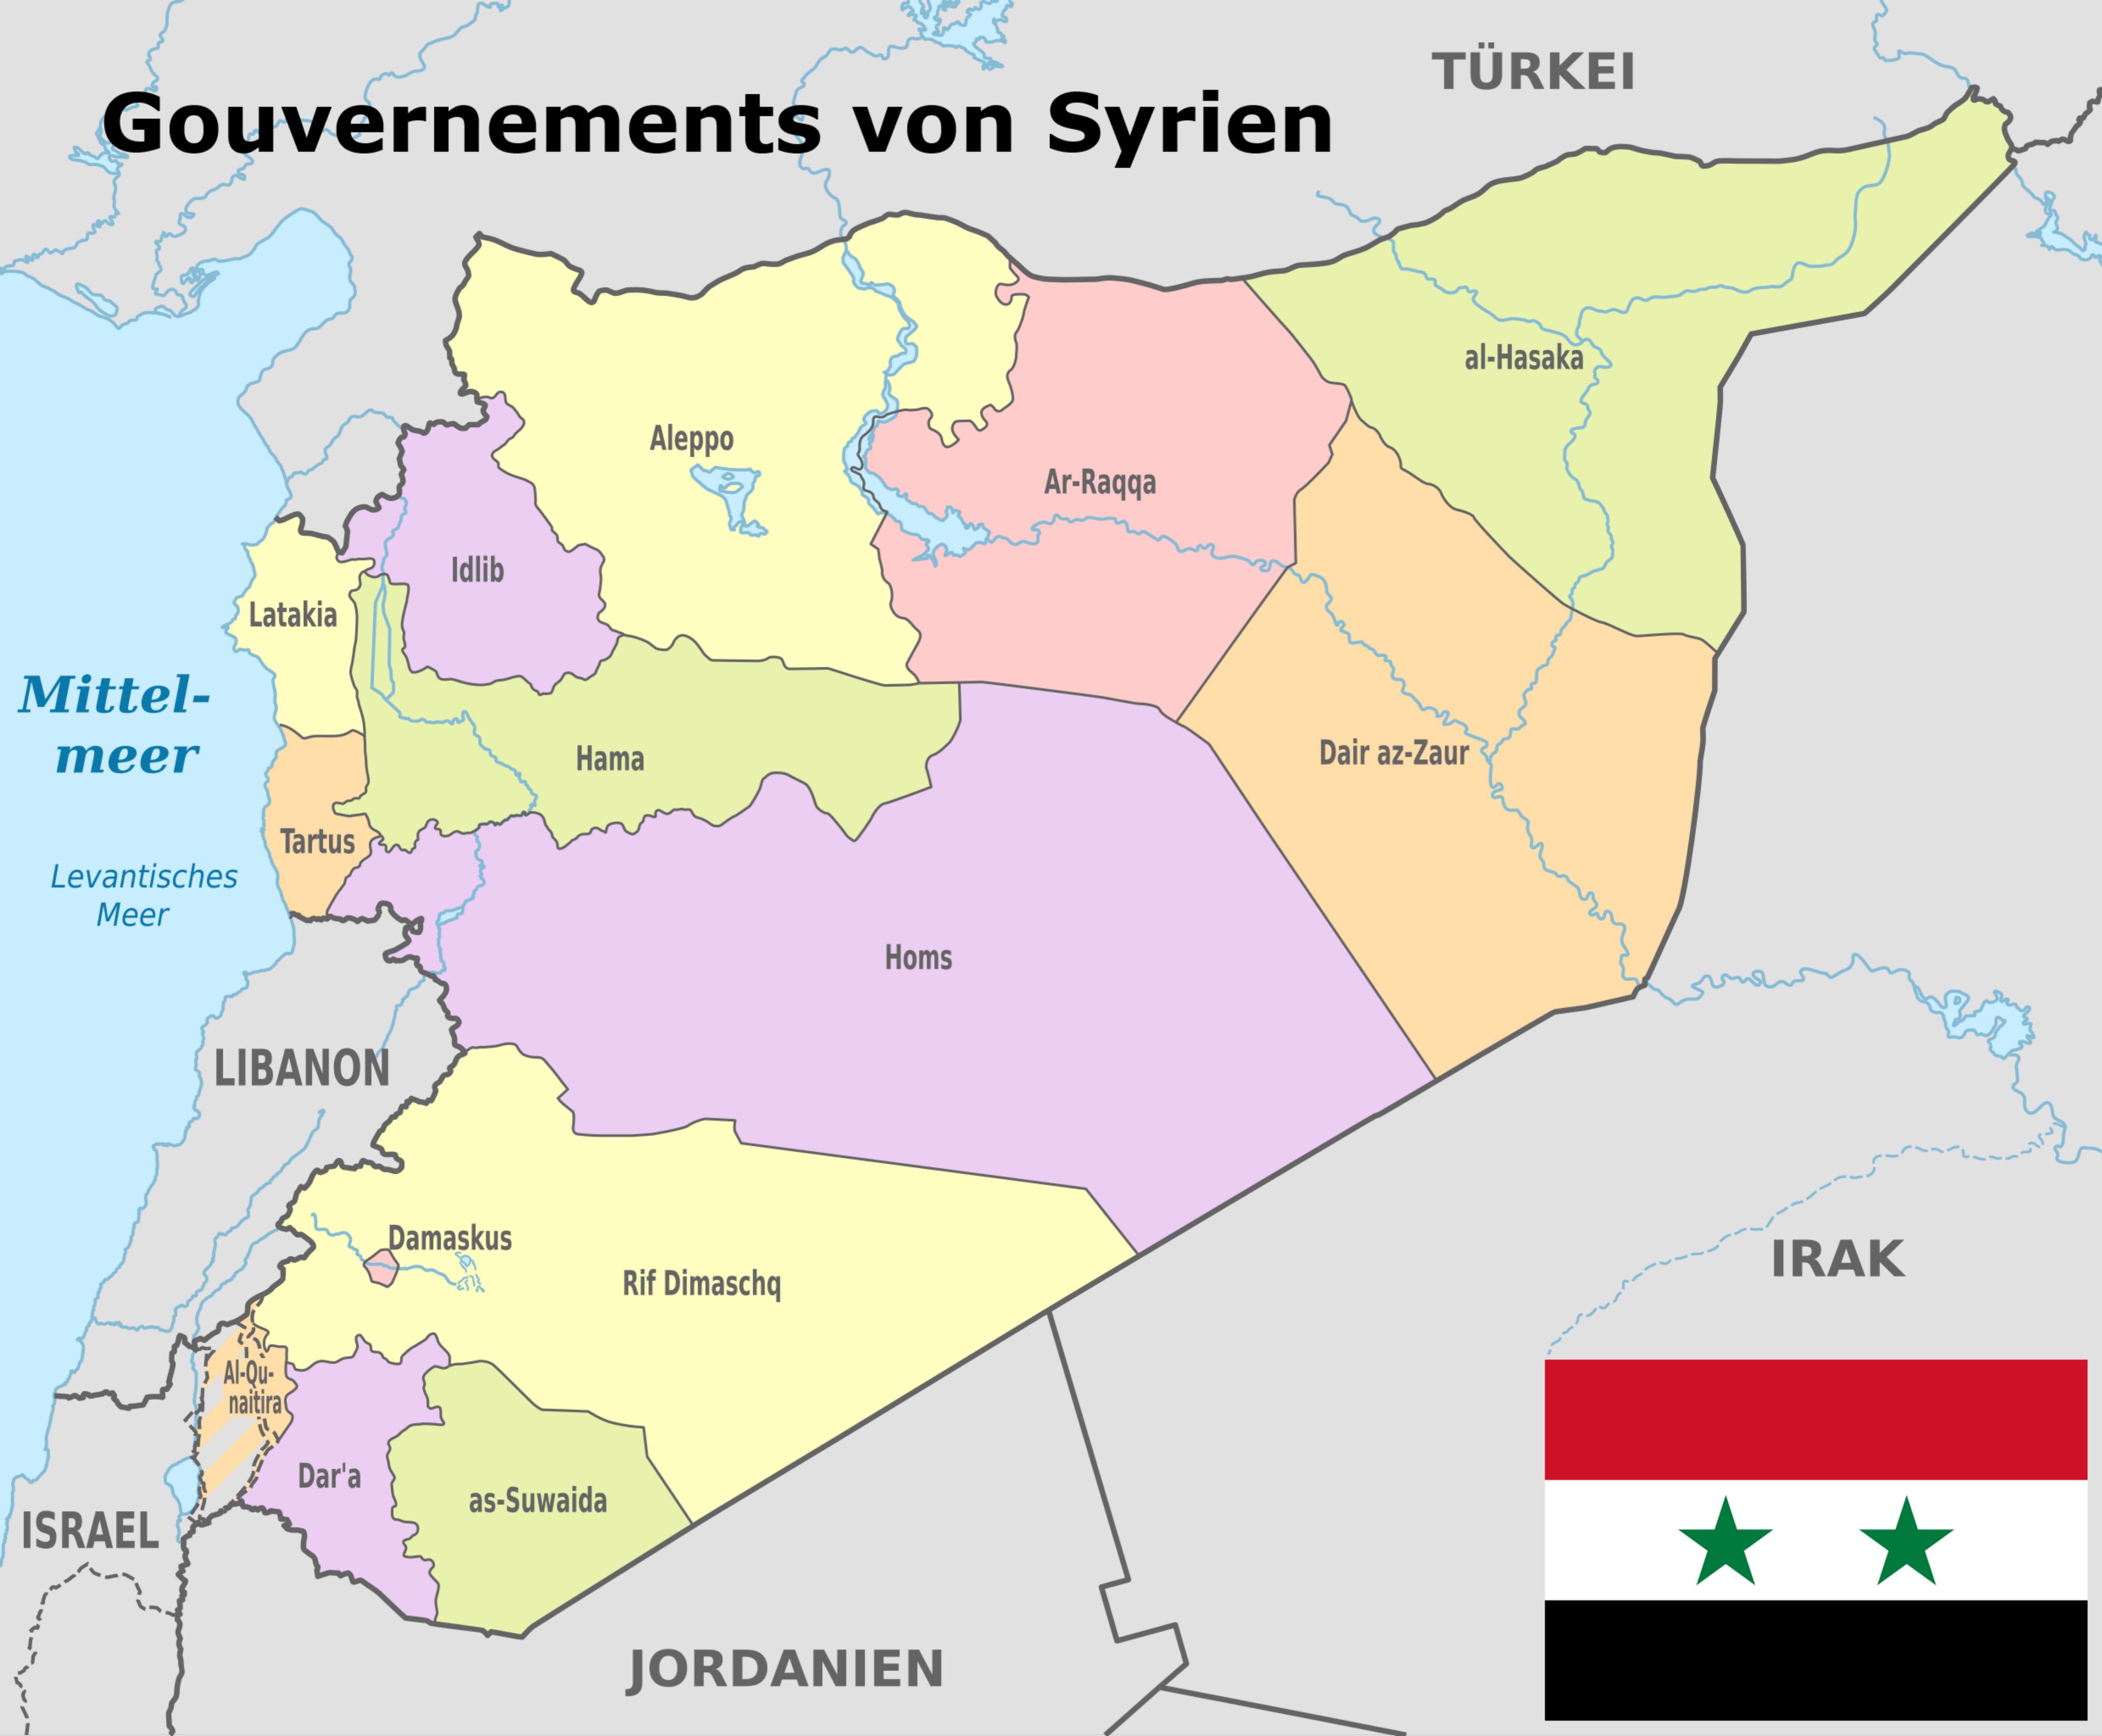 TÜRKEI
Gouvernements von Syrien
al-Hasaka
Aleppo
Ar-Raqqa
Idlib
Latakia
Mittel-
meer
Hama
Dair az-Zaur
Tartus
Levantisches
Meer
Homs
LIBANON
Damaskus
Rif Dimaschq
IRAK
Al-Qu-
naitira
Dar'a
as-Suwaida
ISRAEL
JORDANIEN